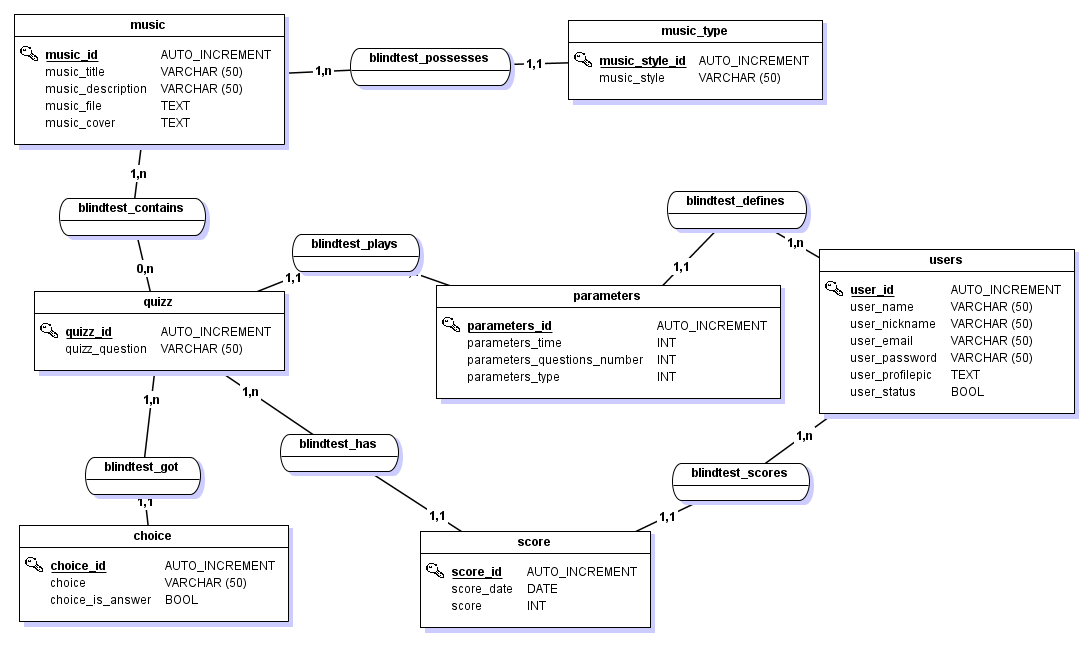 music
music_id AUTO_INCREMENT
music_title VARCHAR (50)
music_description VARCHAR (50)
music_file TEXT
music_cover TEXT
1,n
blindtest_possesses
1,1
music_type
music_style_id AUTO_INCREMENT
music_style VARCHAR (50)
1,n
blindtest_contains
0,n
blindtest_plays
1,1
blindtest_defines
1,1
1,n
users
user_id AUTO_INCREMENT
user_name VARCHAR (50)
user_nickname VARCHAR (50)
user_email VARCHAR (50)
user_password VARCHAR (50)
user_profilepic TEXT
user_status BOOL
quizz
quizz_id AUTO_INCREMENT
quizz_question VARCHAR (50)
parameters
parameters_id AUTO_INCREMENT
parameters_time INT
parameters_questions_number INT
parameters_type INT
1,n
1,n
blindtest_has
1,n
blindtest_got
blindtest_scores
1,1
1,1
1,1
choice
choice_id AUTO_INCREMENT
choice VARCHAR (50)
choice_is_answer BOOL
score
score_id AUTO_INCREMENT
score_date DATE
score INT